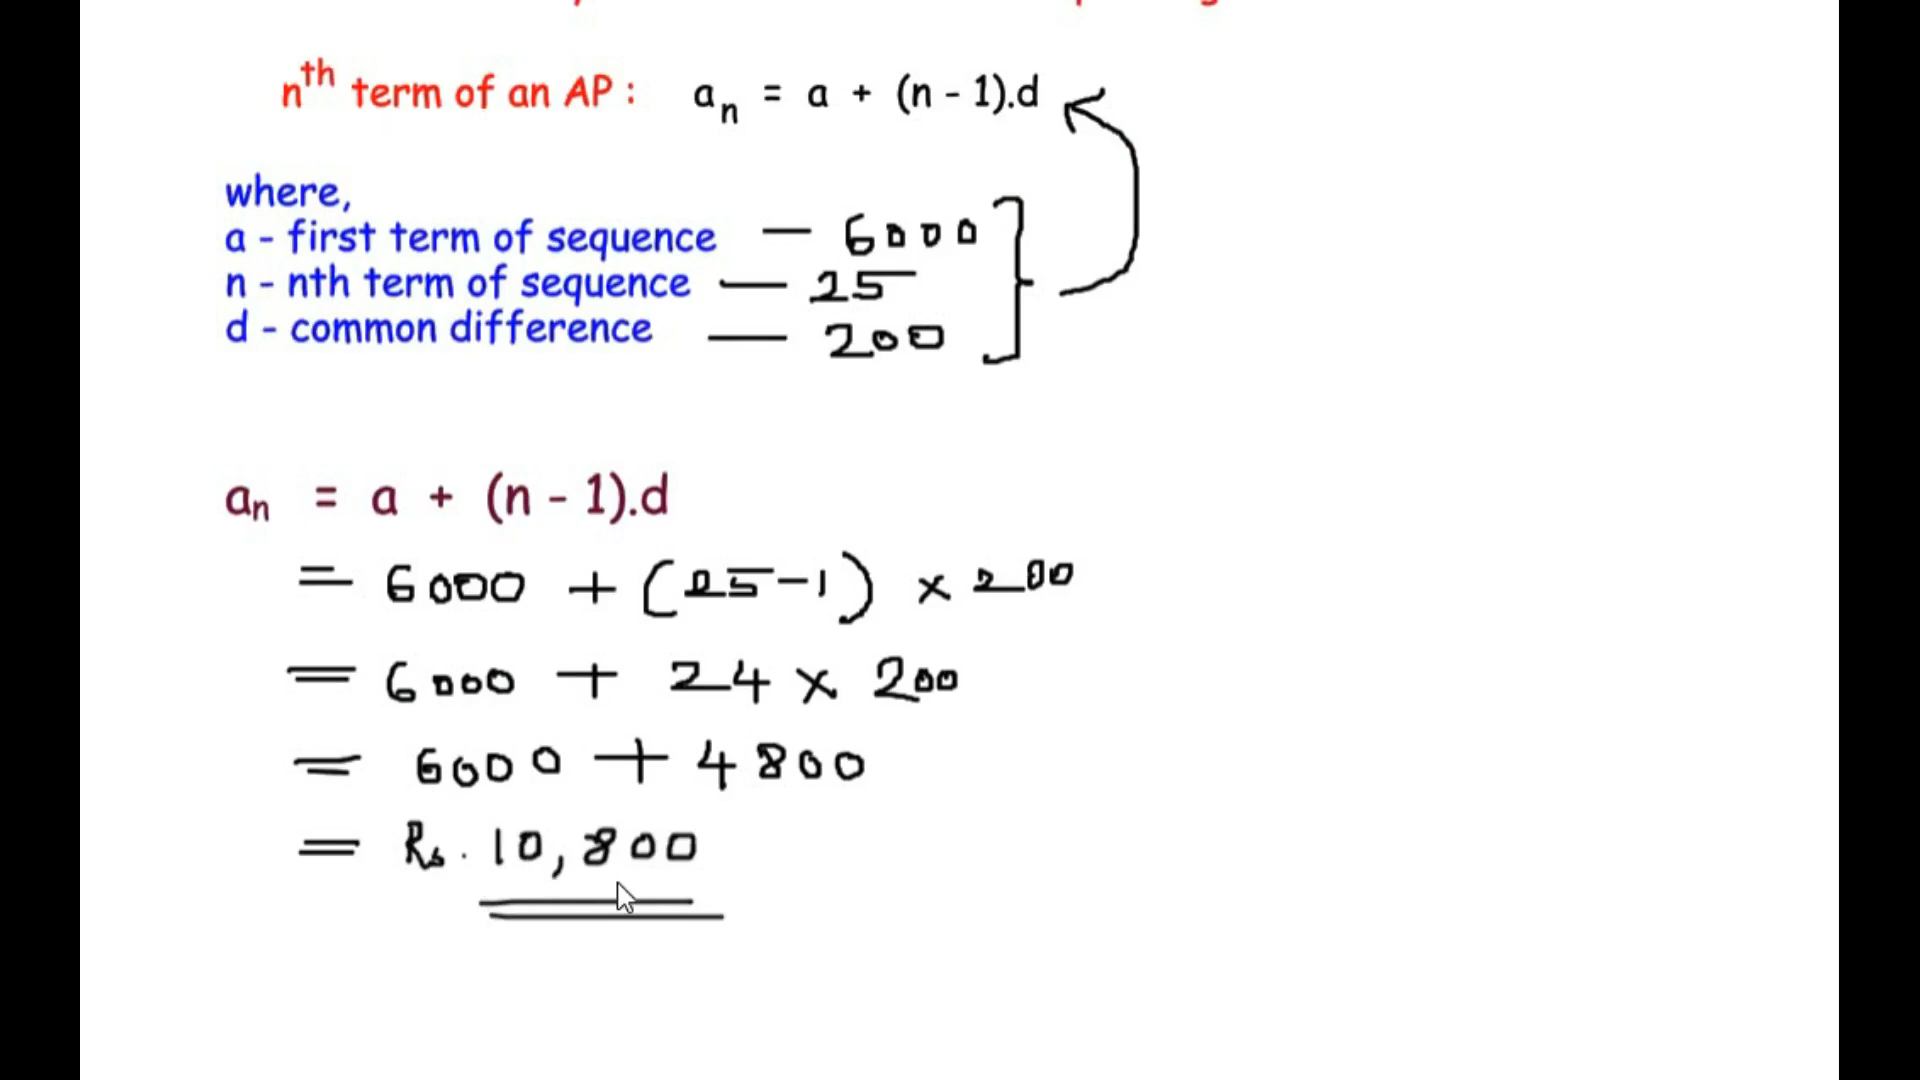 nth term of an AP : an = a + (n - 1).d
where,
a - first term of sequence — 6000
n - nth term of sequence — 25
d - common difference — 200
an = a + (n - 1).d
= 6000 + (25-1) x 200
= 6000 + 24 x 200
= 6000 + 4800
= Rs. 10,800